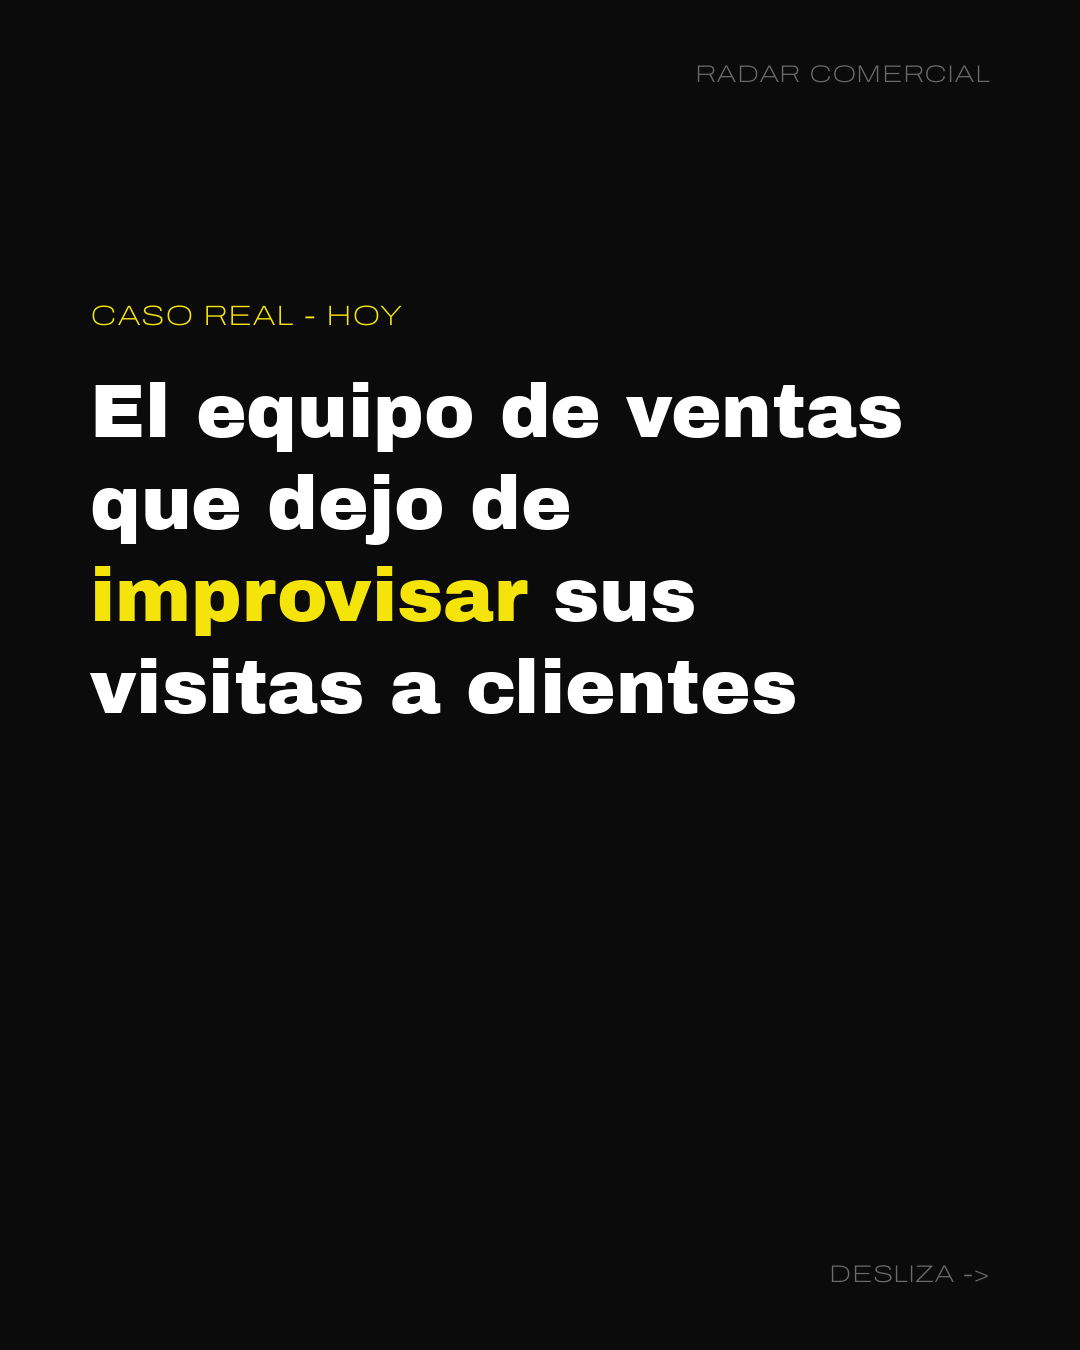 RADAR COMERCIAL
CASO REAL - HOY
El equipo de ventas
que dejo de
improvisar sus
visitas a clientes
DESLIZA ->